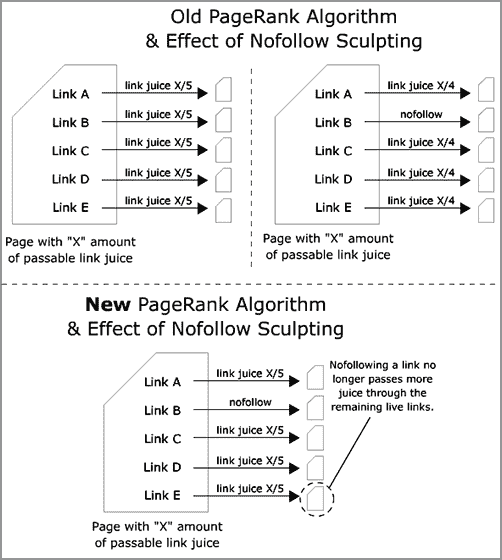 Old PageRank Algorithm
& Effect of Nofollow Sculpting
Link A link juice X/5
Link B link juice X/5
Link C link juice X/5
Link D link juice X/5
Link E link juice X/5
Page with "X" amount
of passable link juice
Link A link juice X/4
Link B nofollow
Link C link juice X/4
Link D link juice X/4
Link E link juice X/4
Page with "X" amount
of passable link juice
New PageRank Algorithm
& Effect of Nofollow Sculpting
Link A link juice X/5
Link B nofollow
Link C link juice X/5
Link D link juice X/5
Link E link juice X/5
Page with "X" amount
of passable link juice
Nofollowing a link no
longer passes more
juice through the
remaining live links.